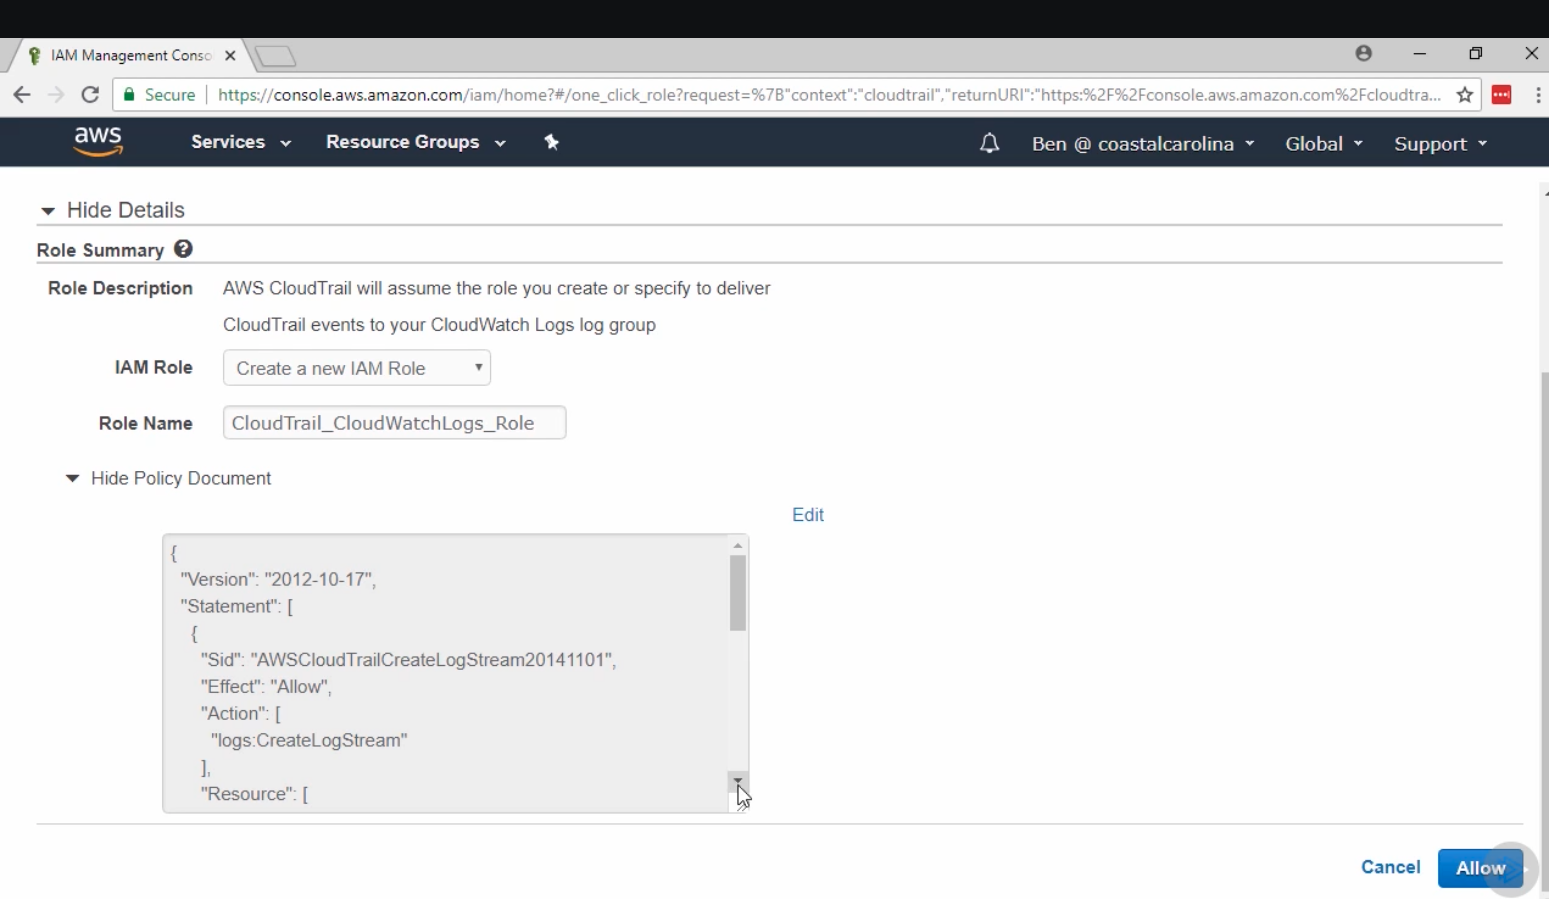 IAM Management Conso
Secure
https://console.aws.amazon.com/iam/home?#/one_click_role?request=%7B"context":"cloudtrail","returnURI":"https:%2F%2Fconsole.aws.amazon.com%2Fcloudtra...
aws
Services
Resource Groups
Ben @ coastalcarolina
Global
Support
Hide Details
Role Summary ?
Role Description AWS CloudTrail will assume the role you create or specify to deliver
CloudTrail events to your CloudWatch Logs log group
IAM Role Create a new IAM Role
Role Name CloudTrail_CloudWatchLogs_Role
Hide Policy Document
Edit
{
"Version": "2012-10-17",
"Statement": [
{
"Sid": "AWSCloudTrailCreateLogStream20141101",
"Effect": "Allow",
"Action": [
"logs:CreateLogStream"
],
"Resource": [
Cancel
Allow